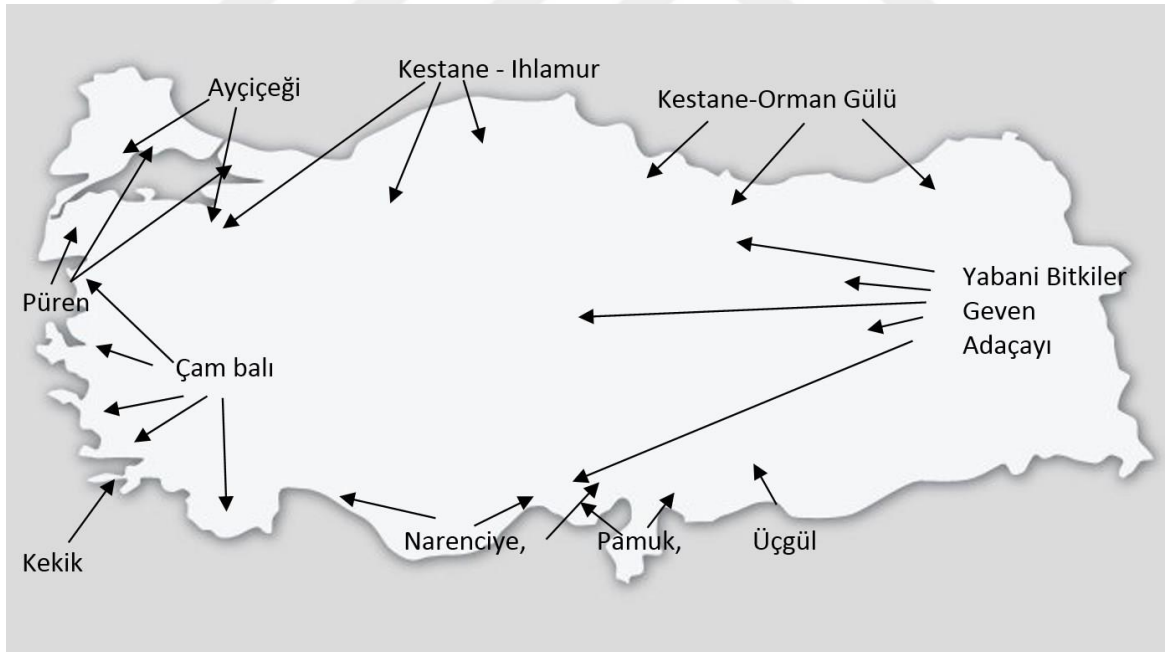 Kestane - Ihlamur
Ayçiçeği
Kestane-Orman Gülü
Yabani Bitkiler
Geven
Adaçayı
Püren
Çam balı
Narenciye,
Pamuk,
Üçgül
Kekik